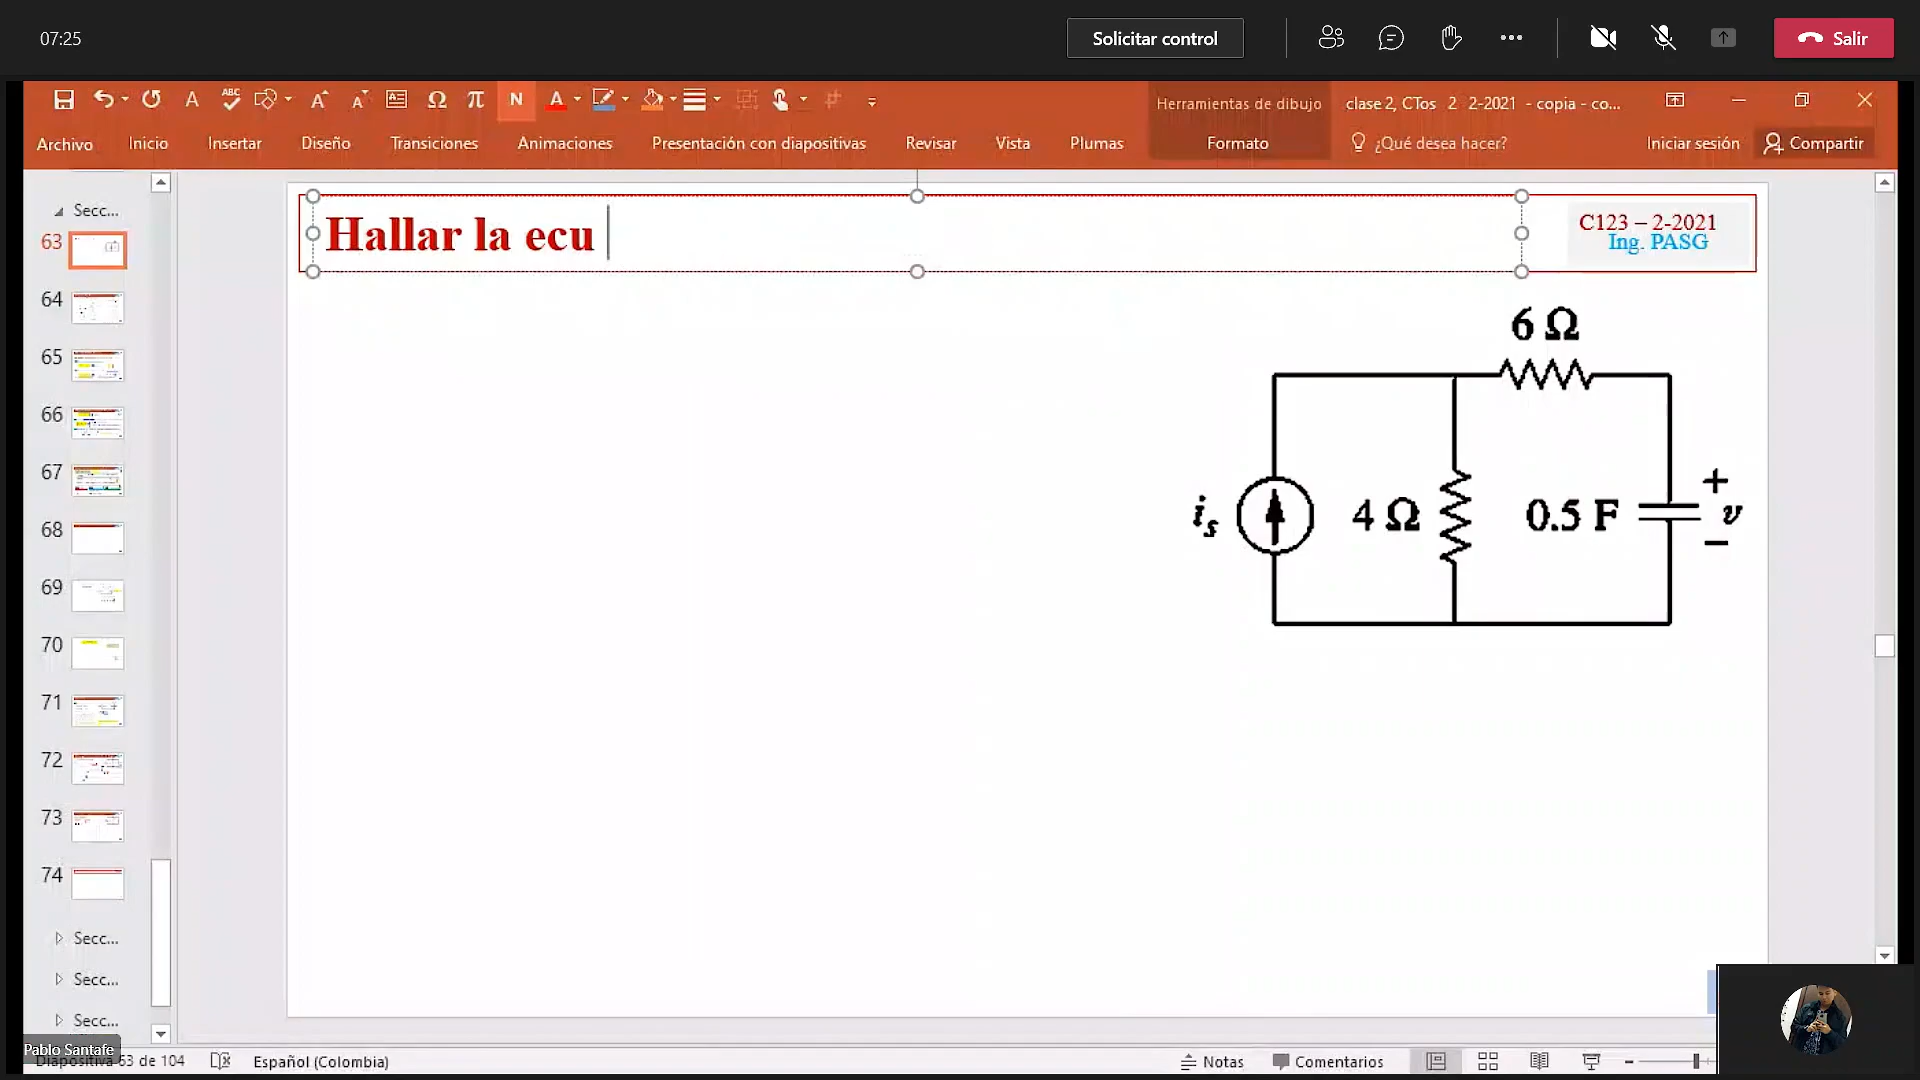 07:25
Solicitar control
Salir
Herramientas de dibujo
clase 2, CTos 2 2-2021 - copia - co...
Archivo
Inicio
Insertar
Diseño
Transiciones
Animaciones
Presentación con diapositivas
Revisar
Vista
Plumas
Formato
¿Qué desea hacer?
Iniciar sesión
Compartir
Secc...
63
64
65
66
67
68
69
70
71
72
73
74
Secc...
Secc...
Secc...
Hallar la ecu
C123 – 2-2021
Ing. PASG
6 Ω
is
4 Ω
0.5 F
+
v
−
Pablo Santafe
Diapositiva 63 de 104
Español (Colombia)
Notas
Comentarios